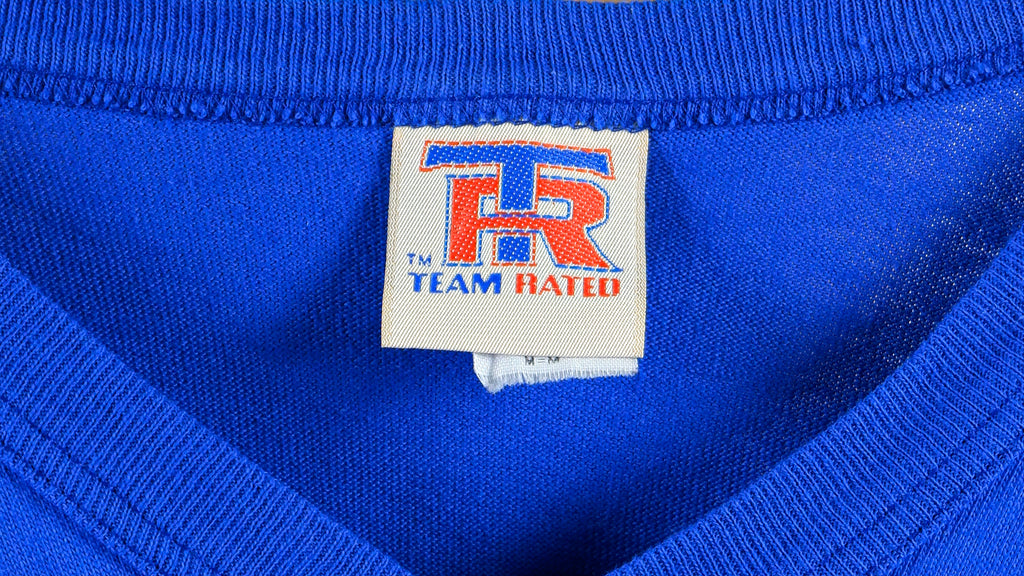 TR
TM TEAM RATED
M = M